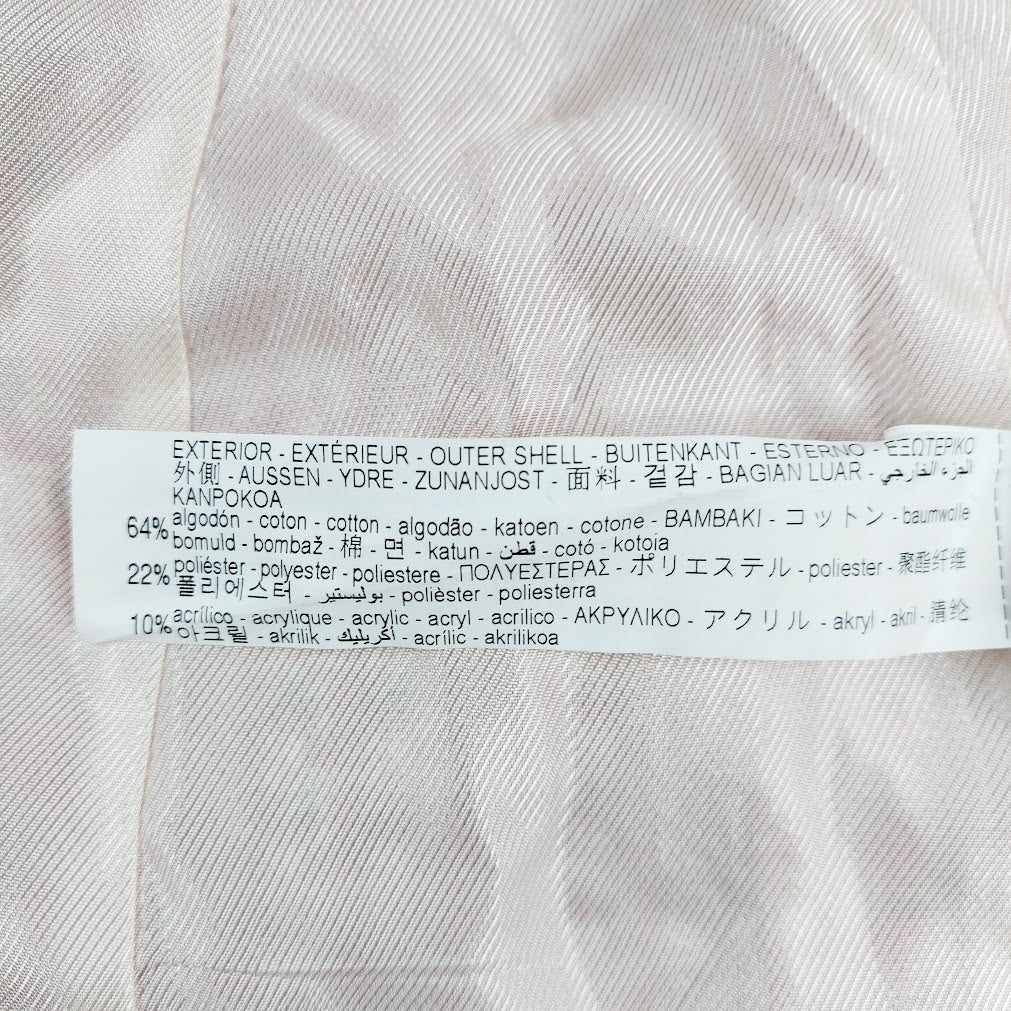 EXTERIOR - EXTÉRIEUR - OUTER SHELL - BUITENKANT - ESTERNO - ΕΞΩΤΕΡΙΚΟ
外側 - AUSSEN - YDRE - ZUNANJOST - 面料 - 겉감 - BAGIAN LUAR - الجزء الخارجي -
KANPOKOA
64% algodón - coton - cotton - algodão - katoen - cotone - BAMBAKI - コットン - baumwolle
bomuld - bombaž - 棉 - 면 - katun - قطن - cotó - kotoia
22% poliéster - polyester - poliestere - ΠΟΛΥΕΣΤΕΡΑΣ - ポリエステル - poliester - 聚酯纤维
폴리에스터 - بوليستير - polièster - poliesterra
10% acrílico - acrylique - acrylic - acryl - acrilico - ΑΚΡΥΛΙΚΟ - アクリル - akryl - akril - 腈纶
아크릴 - akrilik - أكريليك - acrílic - akrilikoa